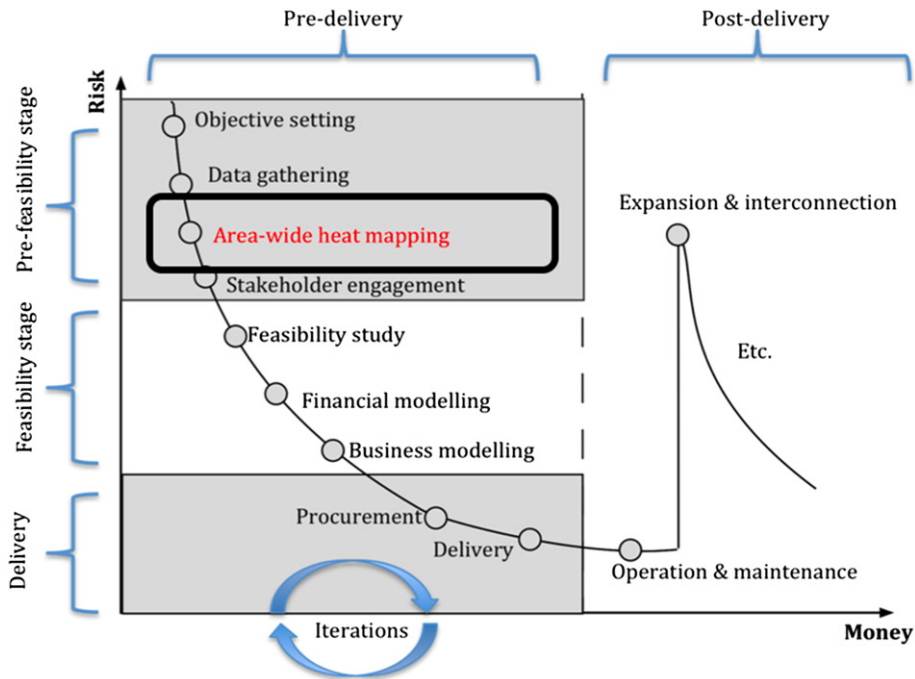 Pre-delivery
Post-delivery
Risk
Pre-feasibility stage
Objective setting
Data gathering
Area-wide heat mapping
Stakeholder engagement
Expansion & interconnection
Feasibility stage
Feasibility study
Etc.
Financial modelling
Business modelling
Delivery
Procurement
Delivery
Operation & maintenance
Iterations
Money